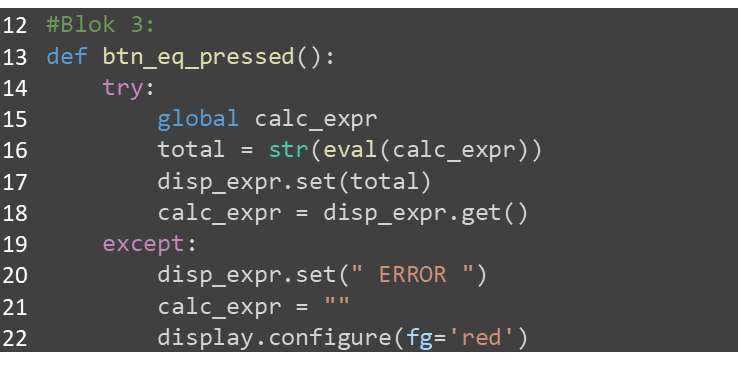 12 #Blok 3:
13 def btn_eq_pressed():
14     try:
15         global calc_expr
16         total = str(eval(calc_expr))
17         disp_expr.set(total)
18         calc_expr = disp_expr.get()
19     except:
20         disp_expr.set(" ERROR ")
21         calc_expr = ""
22         display.configure(fg='red')